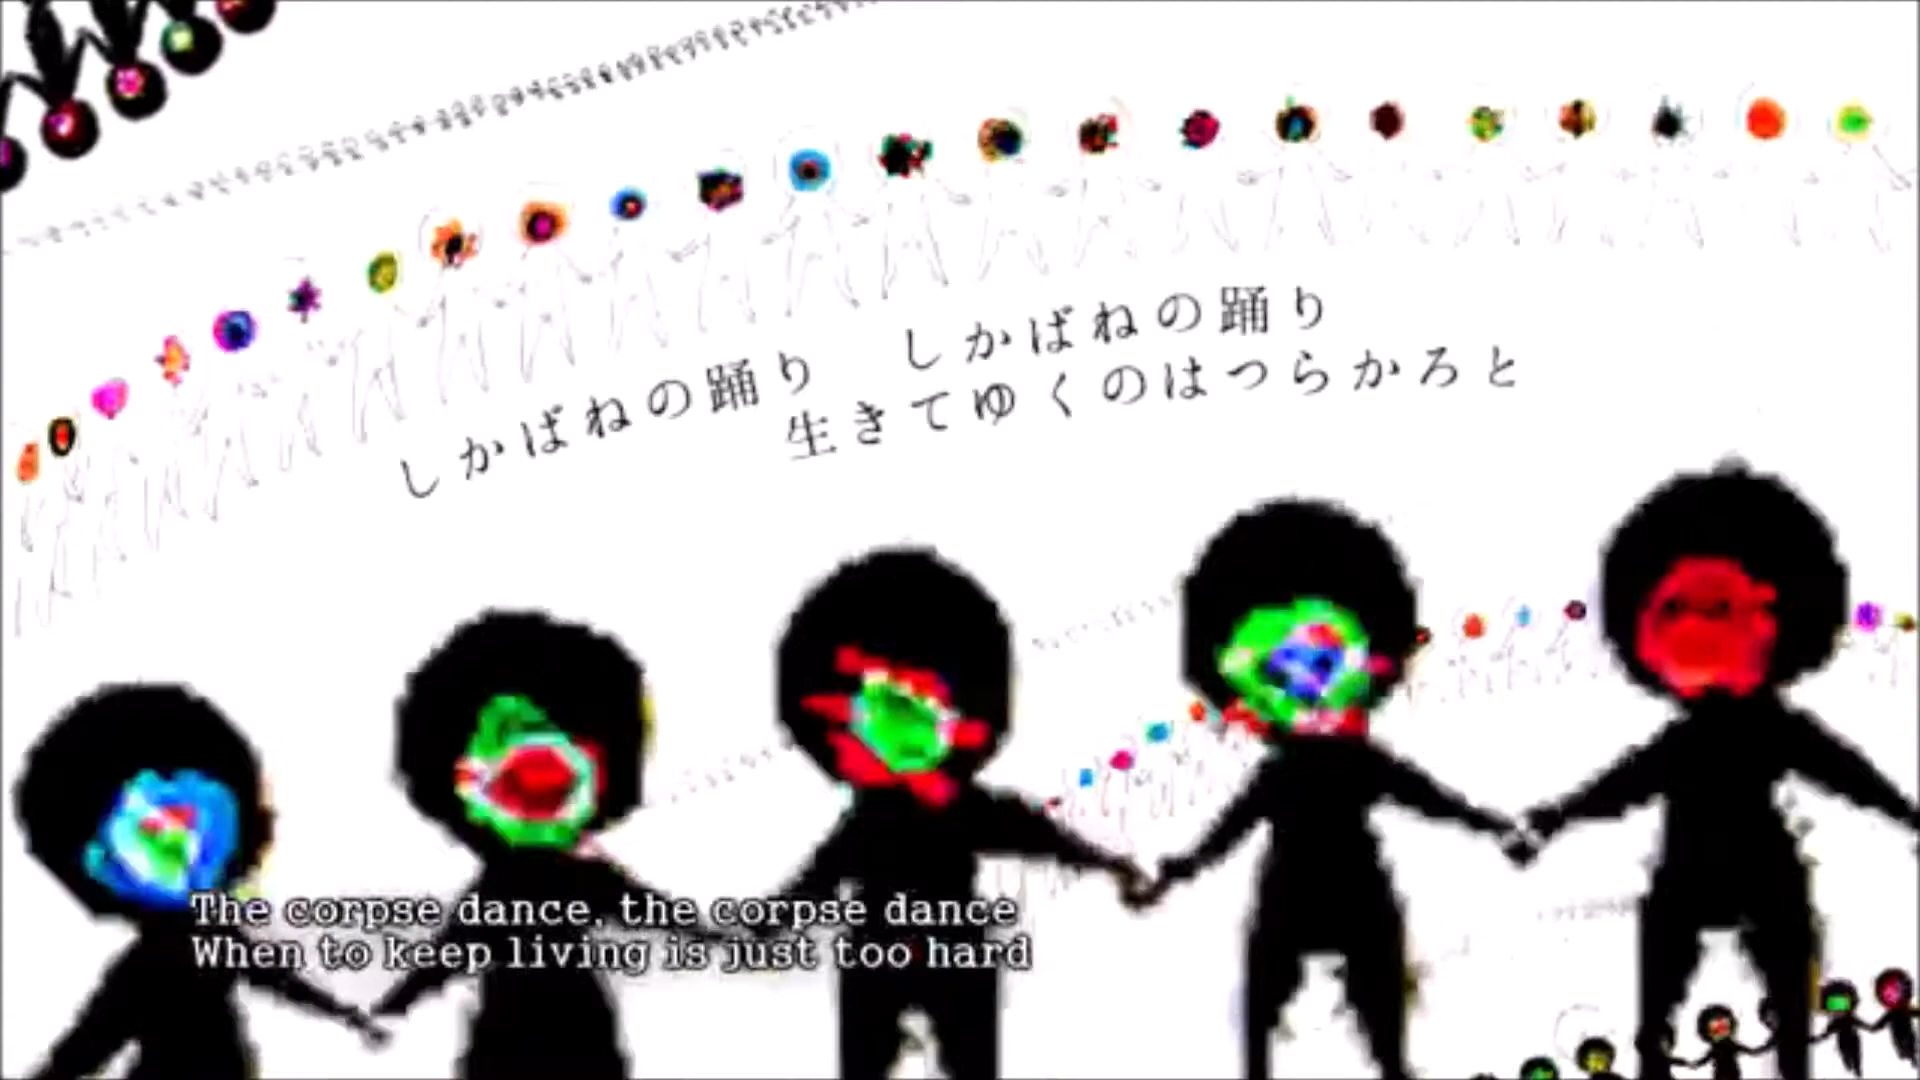 しかばねの踊り　しかばねの踊り
生きてゆくのはつらかろと
The corpse dance, the corpse dance
When to keep living is just too hard